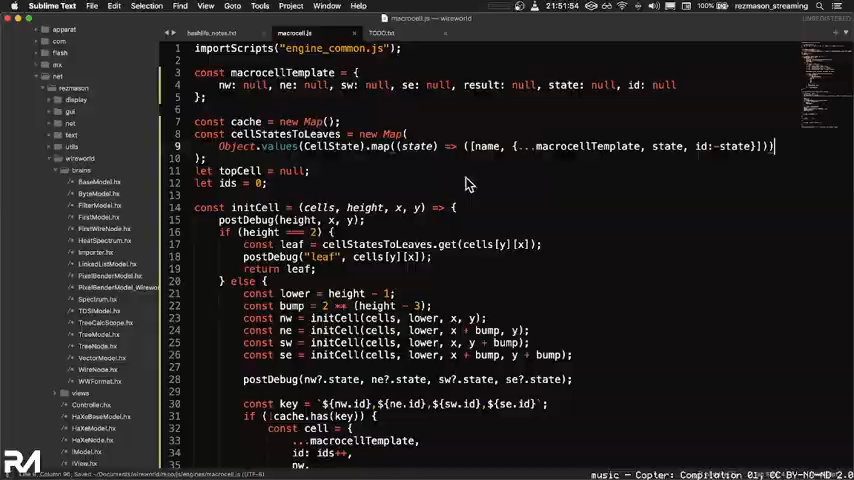 Sublime Text File Edit Selection Find View Goto Tools Project Window Help
21:51:54
100%
rezmason_streaming
macrocell.js — wireworld
UNREGISTERED
hashlife_notes.txt
macrocell.js
TODO.txt
apparat
com
flash
mx
net
rezmason
display
gui
net
text
utils
wireworld
brains
BaseModel.hx
ByteModel.hx
FilterModel.hx
FirstModel.hx
FirstWireModel.hx
HeatSpectrum.hx
Importer.hx
LinkedListModel.hx
PixelBenderModel.hx
PixelBenderModel_Wirewor
Spectrum.hx
TDSIModel.hx
TreeCalcScope.hx
TreeModel.hx
TreeNode.hx
VectorModel.hx
WireNode.hx
WWFormat.hx
views
Controller.hx
HaXeBaseModel.hx
HaXeModel.hx
HaXeNode.hx
IModel.hx
IView.hx
1 importScripts("engine_common.js");
2
3 const macrocellTemplate = {
4 nw: null, ne: null, sw: null, se: null, result: null, state: null, id: null
5 };
6
7 const cache = new Map();
8 const cellStatesToLeaves = new Map(
9 Object.values(CellState).map((state) => ([name, {...macrocellTemplate, state, id:-state}]))
10 );
11 let topCell = null;
12 let ids = 0;
13
14 const initCell = (cells, height, x, y) => {
15 postDebug(height, x, y);
16 if (height === 2) {
17 const leaf = cellStatesToLeaves.get(cells[y][x]);
18 postDebug("leaf", cells[y][x]);
19 return leaf;
20 } else {
21 const lower = height - 1;
22 const bump = 2 ** (height - 3);
23 const nw = initCell(cells, lower, x, y);
24 const ne = initCell(cells, lower, x + bump, y);
25 const sw = initCell(cells, lower, x, y + bump);
26 const se = initCell(cells, lower, x + bump, y + bump);
27
28 postDebug(nw?.state, ne?.state, sw?.state, se?.state);
29
30 const key = `${nw.id},${ne.id},${sw.id},${se.id}`;
31 if (!cache.has(key)) {
32 const cell = {
33 ...macrocellTemplate,
34 id: ids++,
35 nw,
RM
music - Copter: Compilation 01; CC BY-NC-ND 2.0